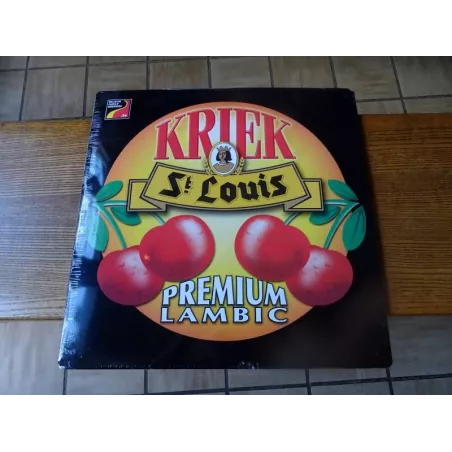 KRIEK
St. Louis
PREMIUM
LAMBIC